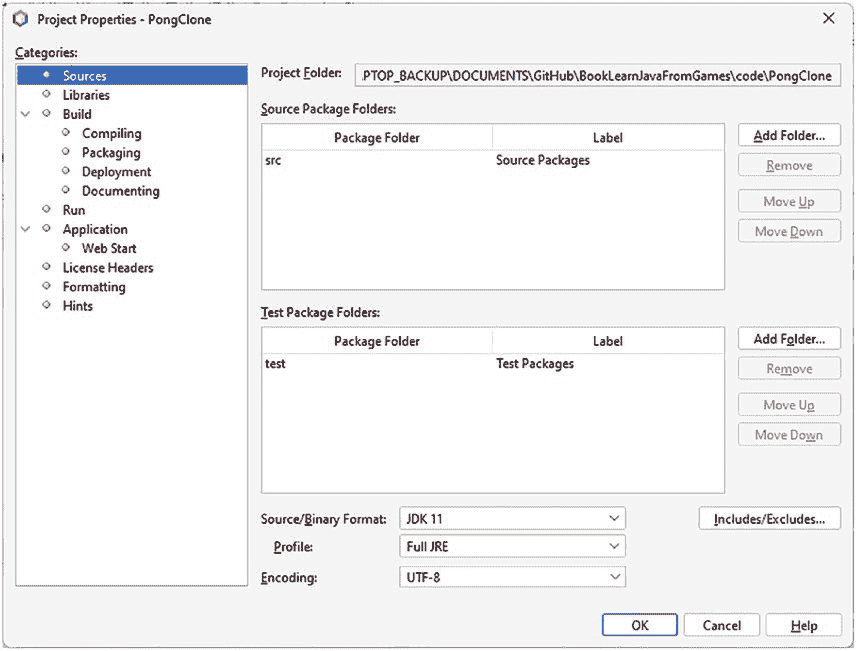 Project Properties - PongClone
Categories:
Sources
Libraries
Build
Compiling
Packaging
Deployment
Documenting
Run
Application
Web Start
License Headers
Formatting
Hints
Project Folder: .PTOP_BACKUP\DOCUMENTS\GitHub\BookLearnJavaFromGames\code\PongClone
Source Package Folders:
Package Folder Label
src Source Packages
Add Folder...
Remove
Move Up
Move Down
Test Package Folders:
Package Folder Label
test Test Packages
Add Folder...
Remove
Move Up
Move Down
Source/Binary Format: JDK 11
Includes/Excludes...
Profile: Full JRE
Encoding: UTF-8
OK Cancel Help